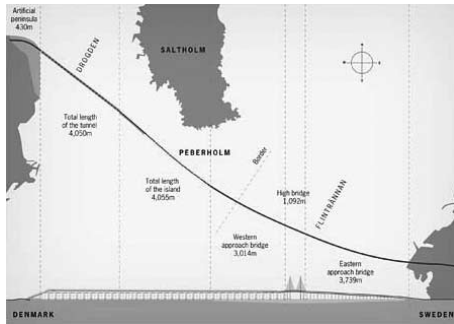 Artificial
peninsula
430m
DROGDEN
SALTHOLM
Total length
of the tunnel
4,050m
PEBERHOLM
Total length
of the island
4,055m
Border
High bridge
1,092m
FLINTRÄNNAN
Western
approach bridge
3,014m
Eastern
approach bridge
3,739m
DENMARK
SWEDEN